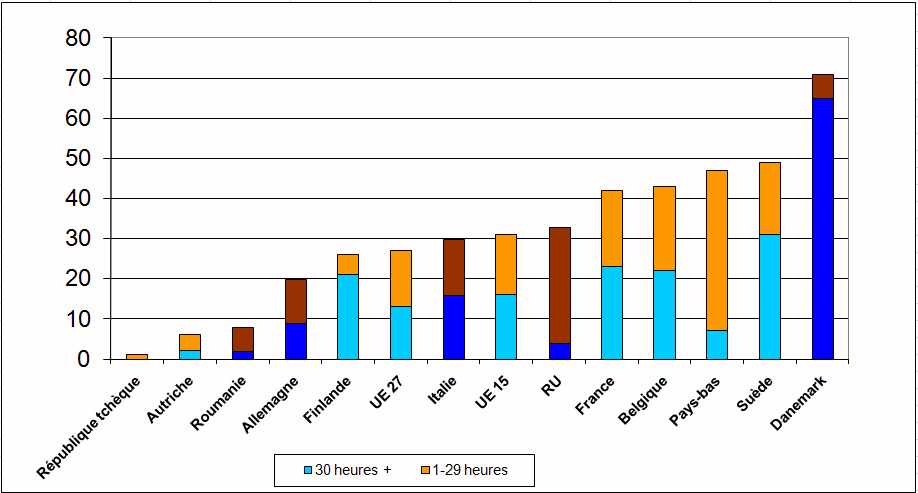 80
70
60
50
40
30
20
10
0
République tchèque
Autriche
Roumanie
Allemagne
Finlande
UE 27
Italie
UE 15
RU
France
Belgique
Pays-bas
Suède
Danemark
30 heures +
1-29 heures